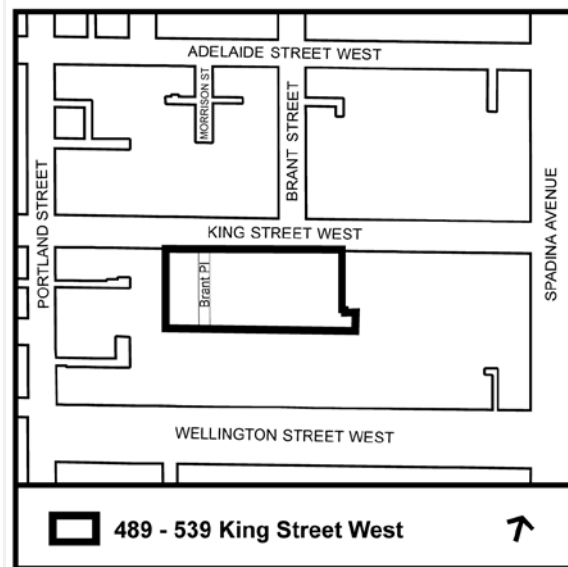 ADELAIDE STREET WEST
MORRISON ST
BRANT STREET
PORTLAND STREET
SPADINA AVENUE
KING STREET WEST
Brant Pl
WELLINGTON STREET WEST
489 - 539 King Street West